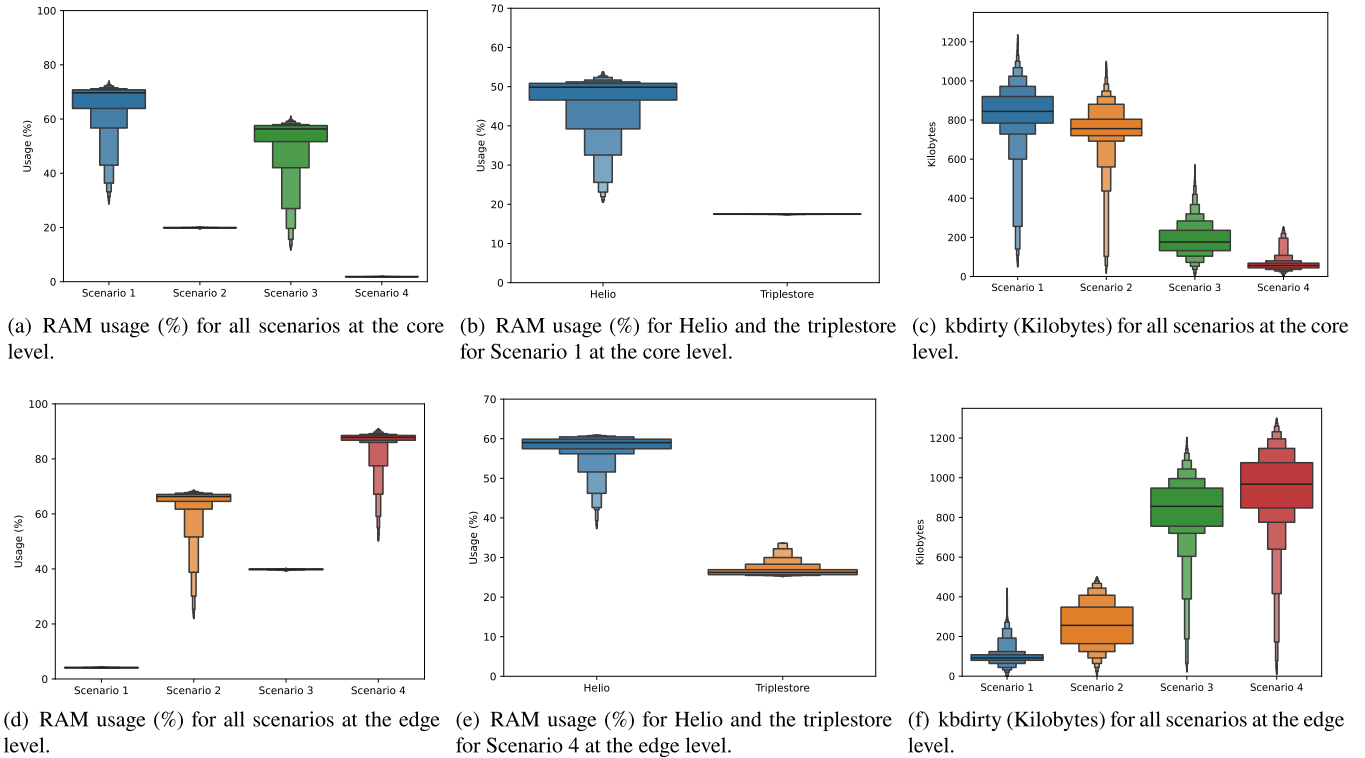 100
80
60
40
20
0
Usage (%)
Scenario 1 Scenario 2 Scenario 3 Scenario 4
(a) RAM usage (%) for all scenarios at the core
level.
70
60
50
40
30
20
10
0
Usage (%)
Helio Triplestore
(b) RAM usage (%) for Helio and the triplestore
for Scenario 1 at the core level.
1200
1000
800
600
400
200
0
Kilobytes
Scenario 1 Scenario 2 Scenario 3 Scenario 4
(c) kbdirty (Kilobytes) for all scenarios at the core
level.
100
80
60
40
20
0
Usage (%)
Scenario 1 Scenario 2 Scenario 3 Scenario 4
(d) RAM usage (%) for all scenarios at the edge
level.
70
60
50
40
30
20
10
0
Usage (%)
Helio Triplestore
(e) RAM usage (%) for Helio and the triplestore
for Scenario 4 at the edge level.
1200
1000
800
600
400
200
0
Kilobytes
Scenario 1 Scenario 2 Scenario 3 Scenario 4
(f) kbdirty (Kilobytes) for all scenarios at the edge
level.